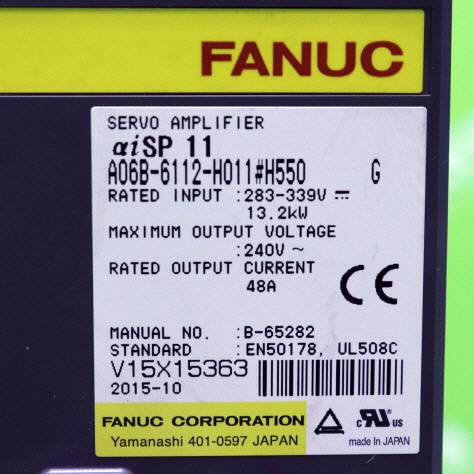 FANUC
SERVO AMPLIFIER
αiSP 11
A06B-6112-H011#H550 G
RATED INPUT :283-339V ⎓
13.2kW
MAXIMUM OUTPUT VOLTAGE
:240V ~
RATED OUTPUT CURRENT
48A
CE
MANUAL NO. :B-65282
STANDARD :EN50178, UL508C
V15X15363
2015-10
FANUC CORPORATION
Yamanashi 401-0597 JAPAN
c RU US
made In JAPAN